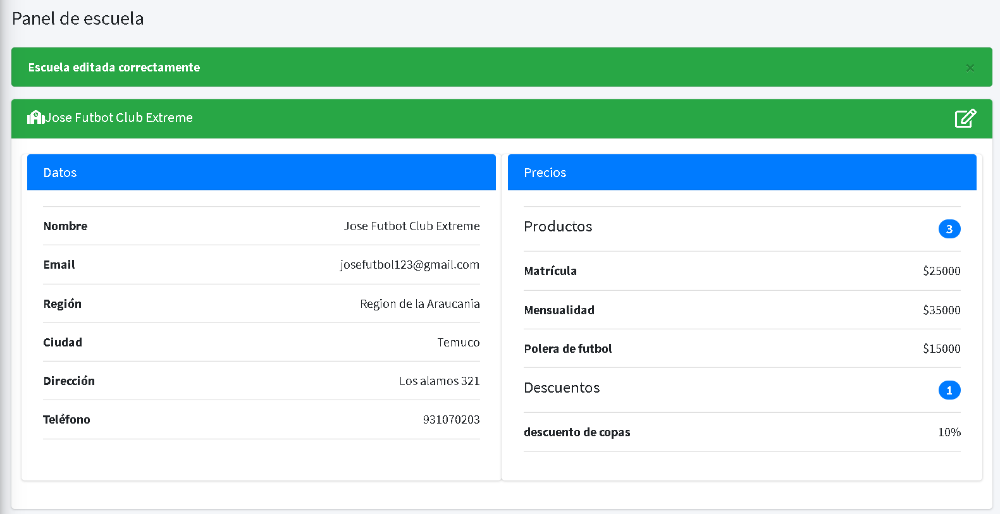 Panel de escuela
Escuela editada correctamente ×
Jose Futbot Club Extreme
Datos
Nombre Jose Futbot Club Extreme
Email josefutbol123@gmail.com
Región Region de la Araucania
Ciudad Temuco
Dirección Los alamos 321
Teléfono 931070203
Precios
Productos 3
Matrícula $25000
Mensualidad $35000
Polera de futbol $15000
Descuentos 1
descuento de copas 10%